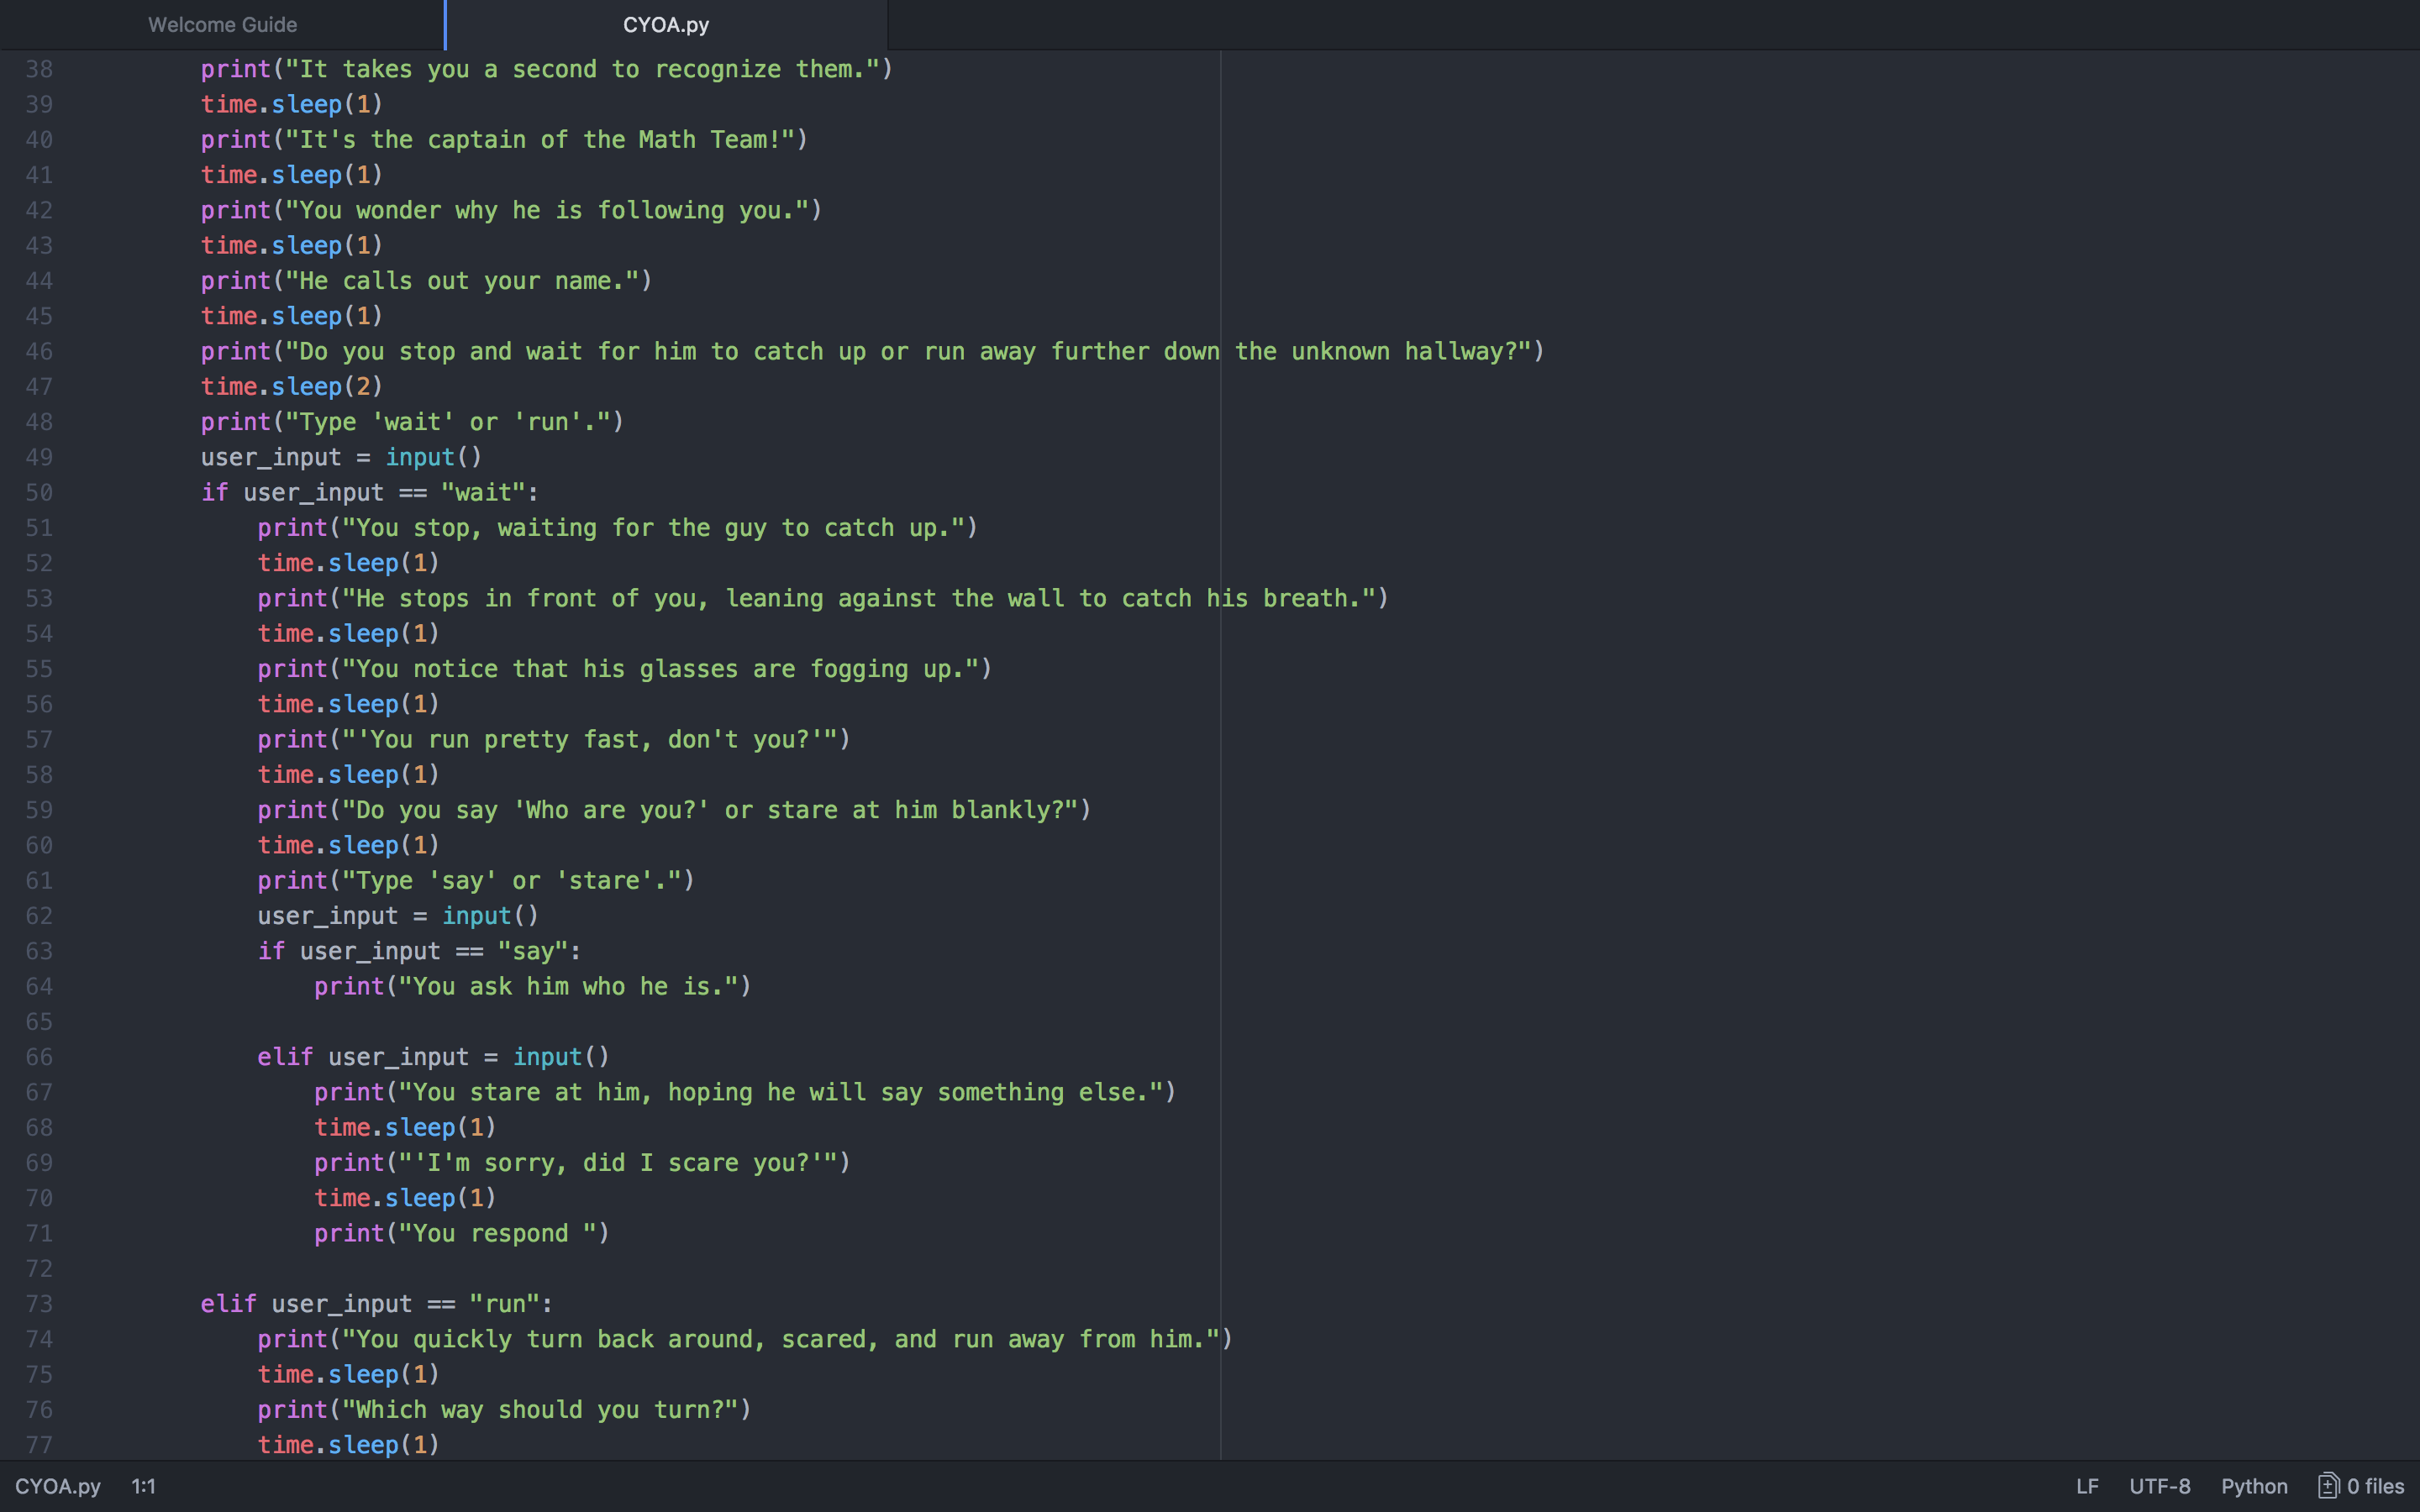 Welcome Guide
CYOA.py
38 print("It takes you a second to recognize them.")
39 time.sleep(1)
40 print("It's the captain of the Math Team!")
41 time.sleep(1)
42 print("You wonder why he is following you.")
43 time.sleep(1)
44 print("He calls out your name.")
45 time.sleep(1)
46 print("Do you stop and wait for him to catch up or run away further down the unknown hallway?")
47 time.sleep(2)
48 print("Type 'wait' or 'run'.")
49 user_input = input()
50 if user_input == "wait":
51 print("You stop, waiting for the guy to catch up.")
52 time.sleep(1)
53 print("He stops in front of you, leaning against the wall to catch his breath.")
54 time.sleep(1)
55 print("You notice that his glasses are fogging up.")
56 time.sleep(1)
57 print("'You run pretty fast, don't you?'")
58 time.sleep(1)
59 print("Do you say 'Who are you?' or stare at him blankly?")
60 time.sleep(1)
61 print("Type 'say' or 'stare'.")
62 user_input = input()
63 if user_input == "say":
64 print("You ask him who he is.")
65
66 elif user_input = input()
67 print("You stare at him, hoping he will say something else.")
68 time.sleep(1)
69 print("'I'm sorry, did I scare you?'")
70 time.sleep(1)
71 print("You respond ")
72
73 elif user_input == "run":
74 print("You quickly turn back around, scared, and run away from him.")
75 time.sleep(1)
76 print("Which way should you turn?")
77 time.sleep(1)
CYOA.py 1:1 LF UTF-8 Python 0 files